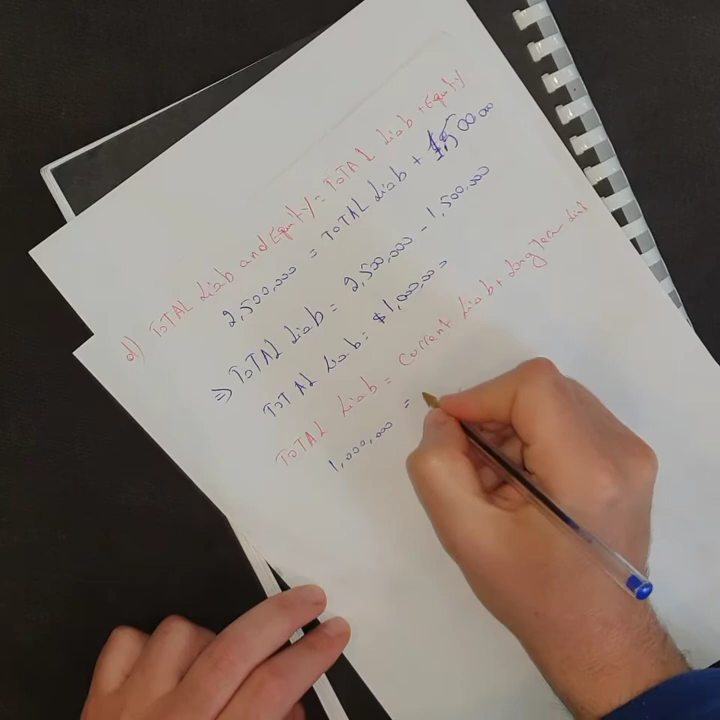 d) TOTAL Liab and Equity = TOTAL Liab + Equity
2,500,000 = TOTAL Liab + 1,500,000
⇒ TOTAL Liab = 2,500,000 - 1,500,000
TOTAL Liab = $1,000,000 =
TOTAL Liab = Current Liab + Long Term
1,000,000 =